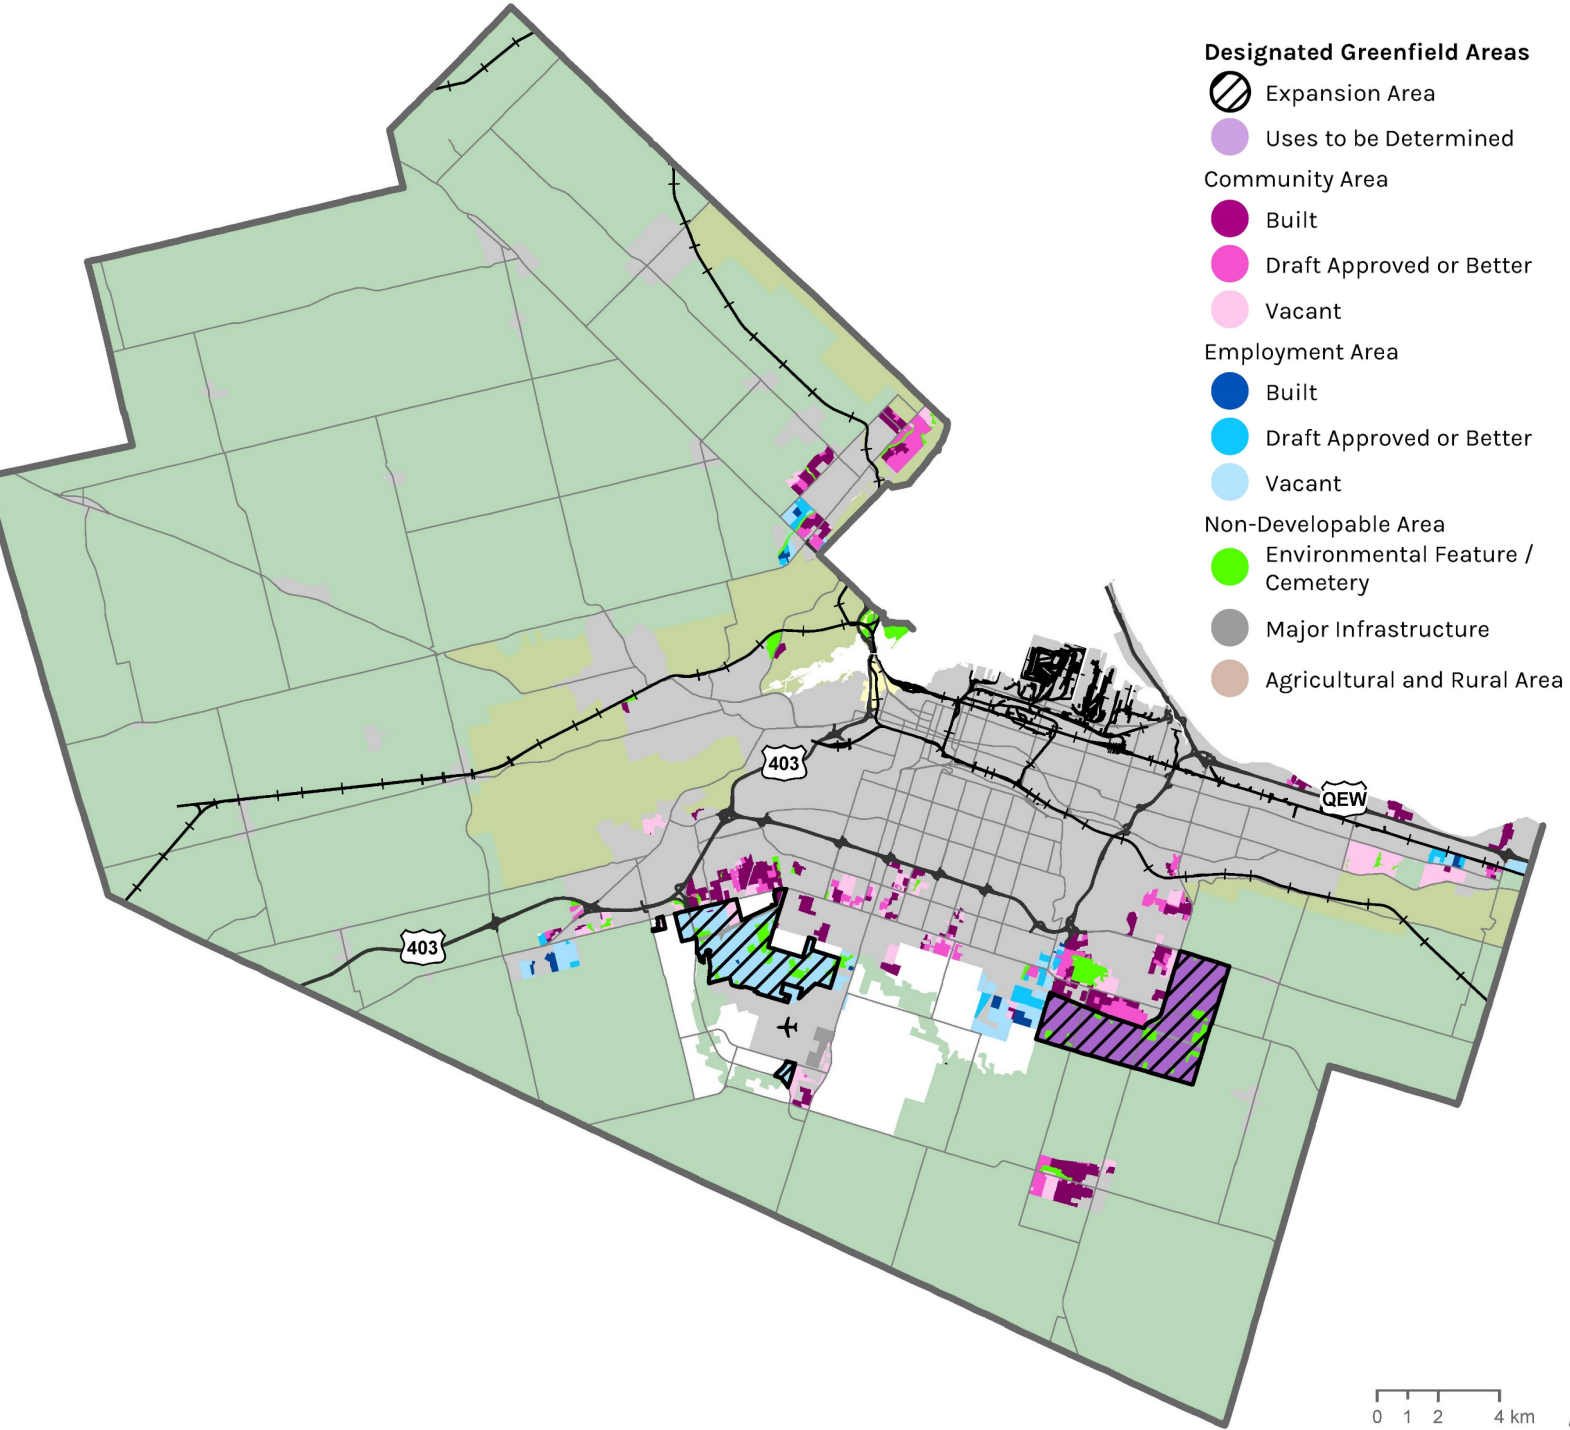 Designated Greenfield Areas
Expansion Area
Uses to be Determined
Community Area
Built
Draft Approved or Better
Vacant
Employment Area
Built
Draft Approved or Better
Vacant
Non-Developable Area
Environmental Feature /
Cemetery
Major Infrastructure
Agricultural and Rural Area
403
QEW
403
0 1 2 4 km